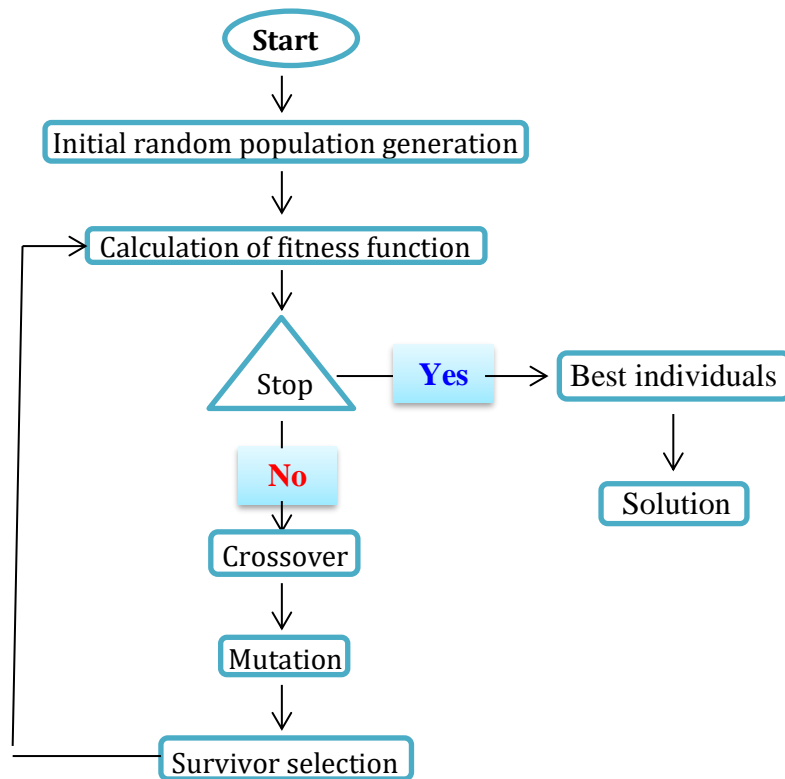 Start
Initial random population generation
Calculation of fitness function
Stop
Yes
Best individuals
No
Solution
Crossover
Mutation
Survivor selection